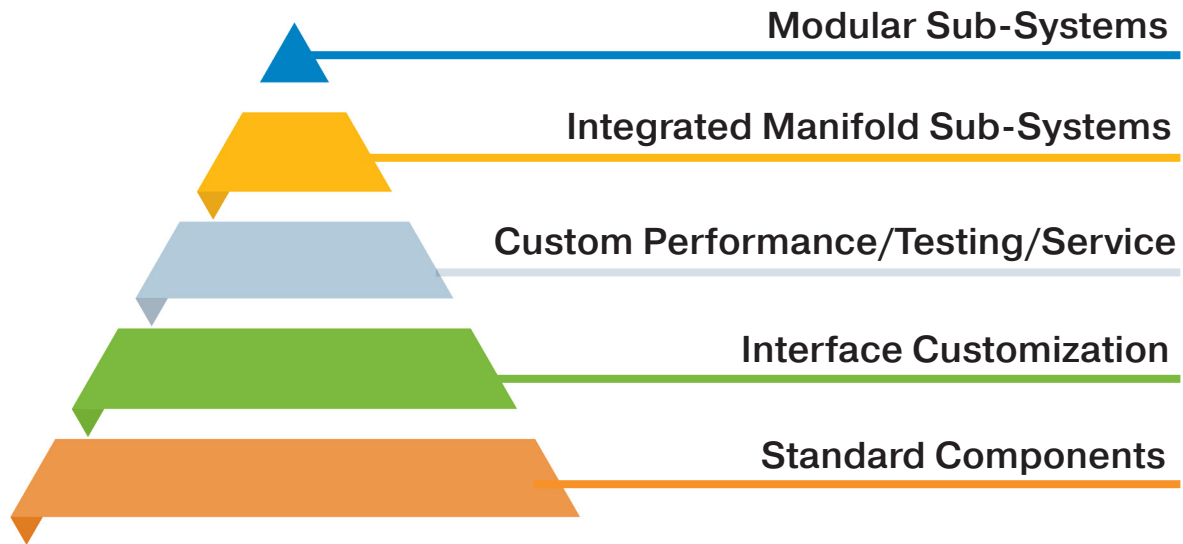 Modular Sub-Systems
Integrated Manifold Sub-Systems
Custom Performance/Testing/Service
Interface Customization
Standard Components